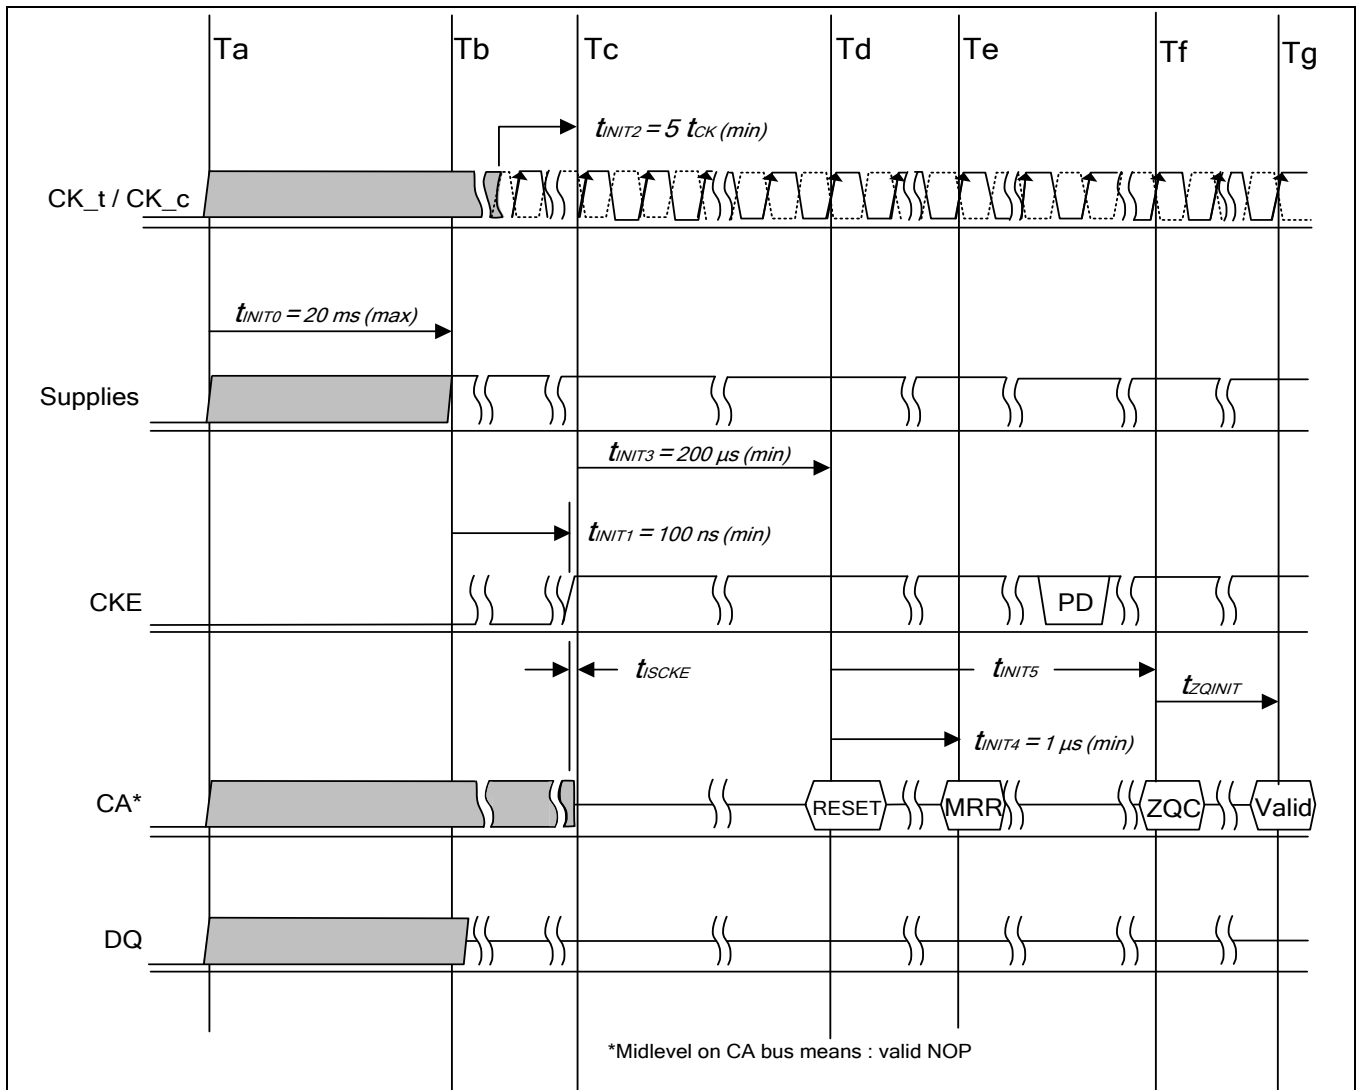 Ta Tb Tc Td Te Tf Tg
tINIT2 = 5 tCK (min)
CK_t / CK_c
tINIT0 = 20 ms (max)
Supplies
tINIT3 = 200 µs (min)
tINIT1 = 100 ns (min)
CKE PD
tISCKE tINIT5
tZQINIT
tINIT4 = 1 µs (min)
CA* RESET MRR ZQC Valid
DQ
*Midlevel on CA bus means : valid NOP